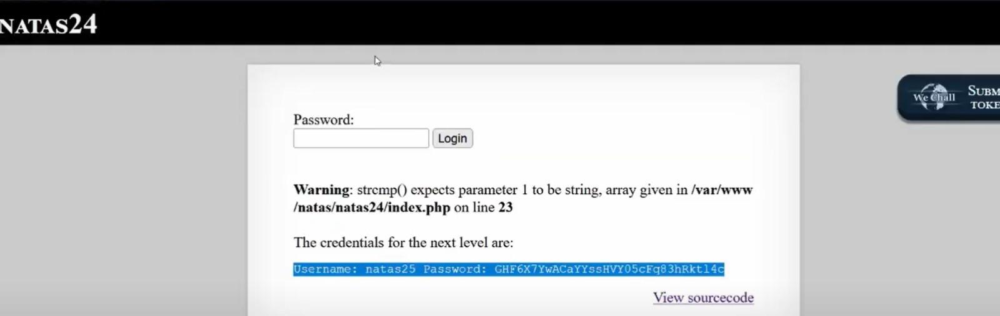 NATAS24
We Chall
SUBM
TOKE
Password:
Login
Warning: strcmp() expects parameter 1 to be string, array given in /var/www
/natas/natas24/index.php on line 23
The credentials for the next level are:
Username: natas25 Password: GHF6X7YwACaYYssHVY05cFq83hRktl4c
View sourcecode